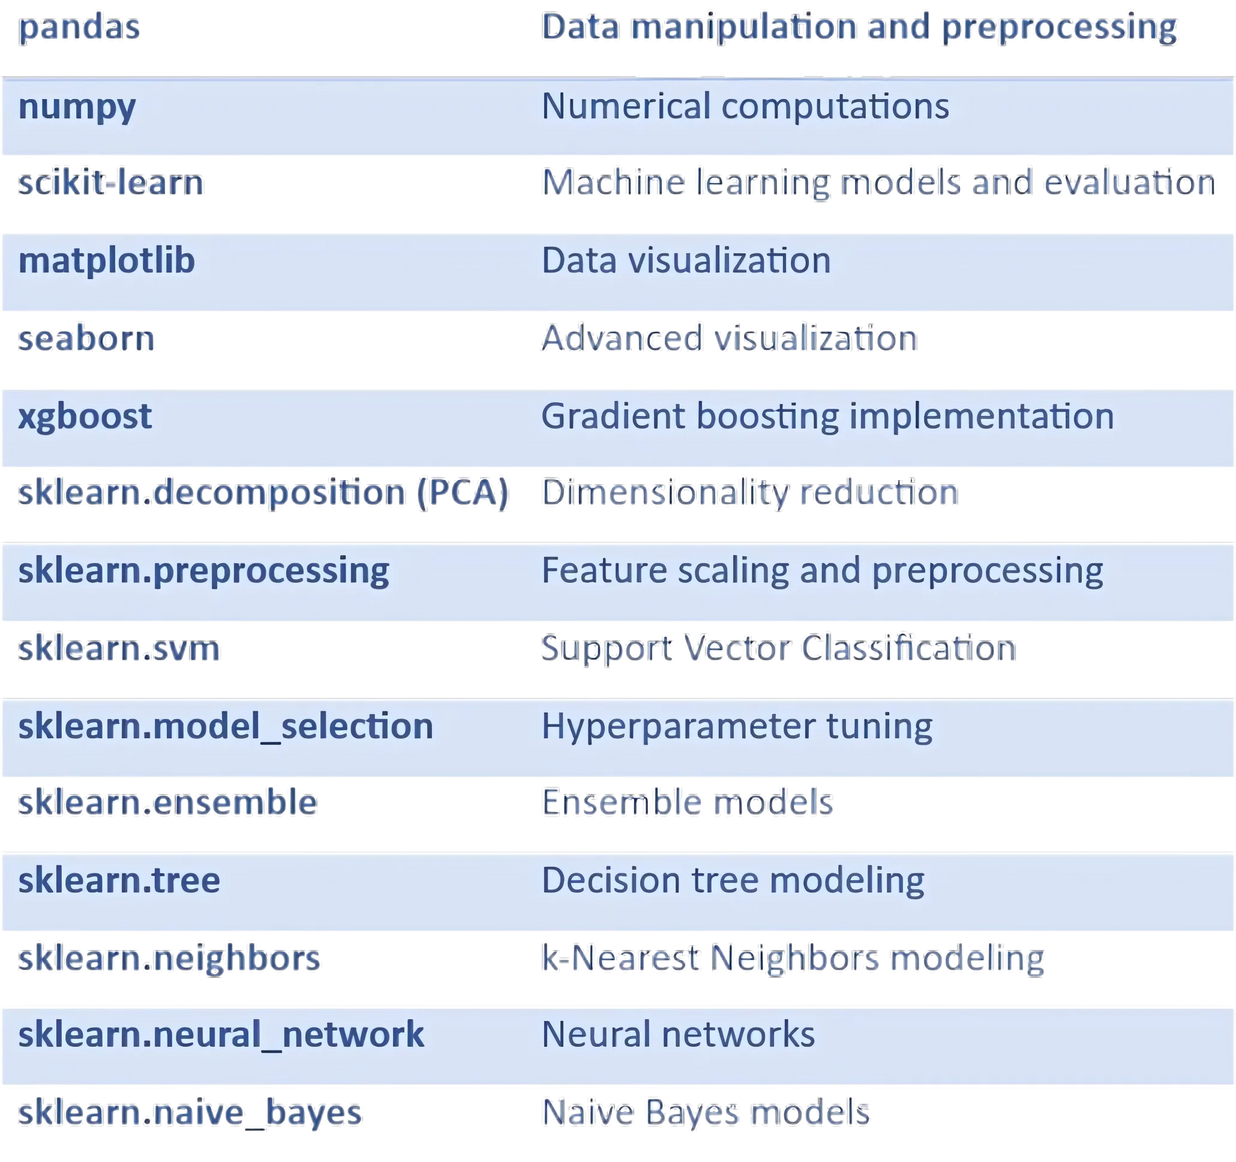 pandas Data manipulation and preprocessing
numpy Numerical computations
scikit-learn Machine learning models and evaluation
matplotlib Data visualization
seaborn Advanced visualization
xgboost Gradient boosting implementation
sklearn.decomposition (PCA) Dimensionality reduction
sklearn.preprocessing Feature scaling and preprocessing
sklearn.svm Support Vector Classification
sklearn.model_selection Hyperparameter tuning
sklearn.ensemble Ensemble models
sklearn.tree Decision tree modeling
sklearn.neighbors k-Nearest Neighbors modeling
sklearn.neural_network Neural networks
sklearn.naive_bayes Naive Bayes models